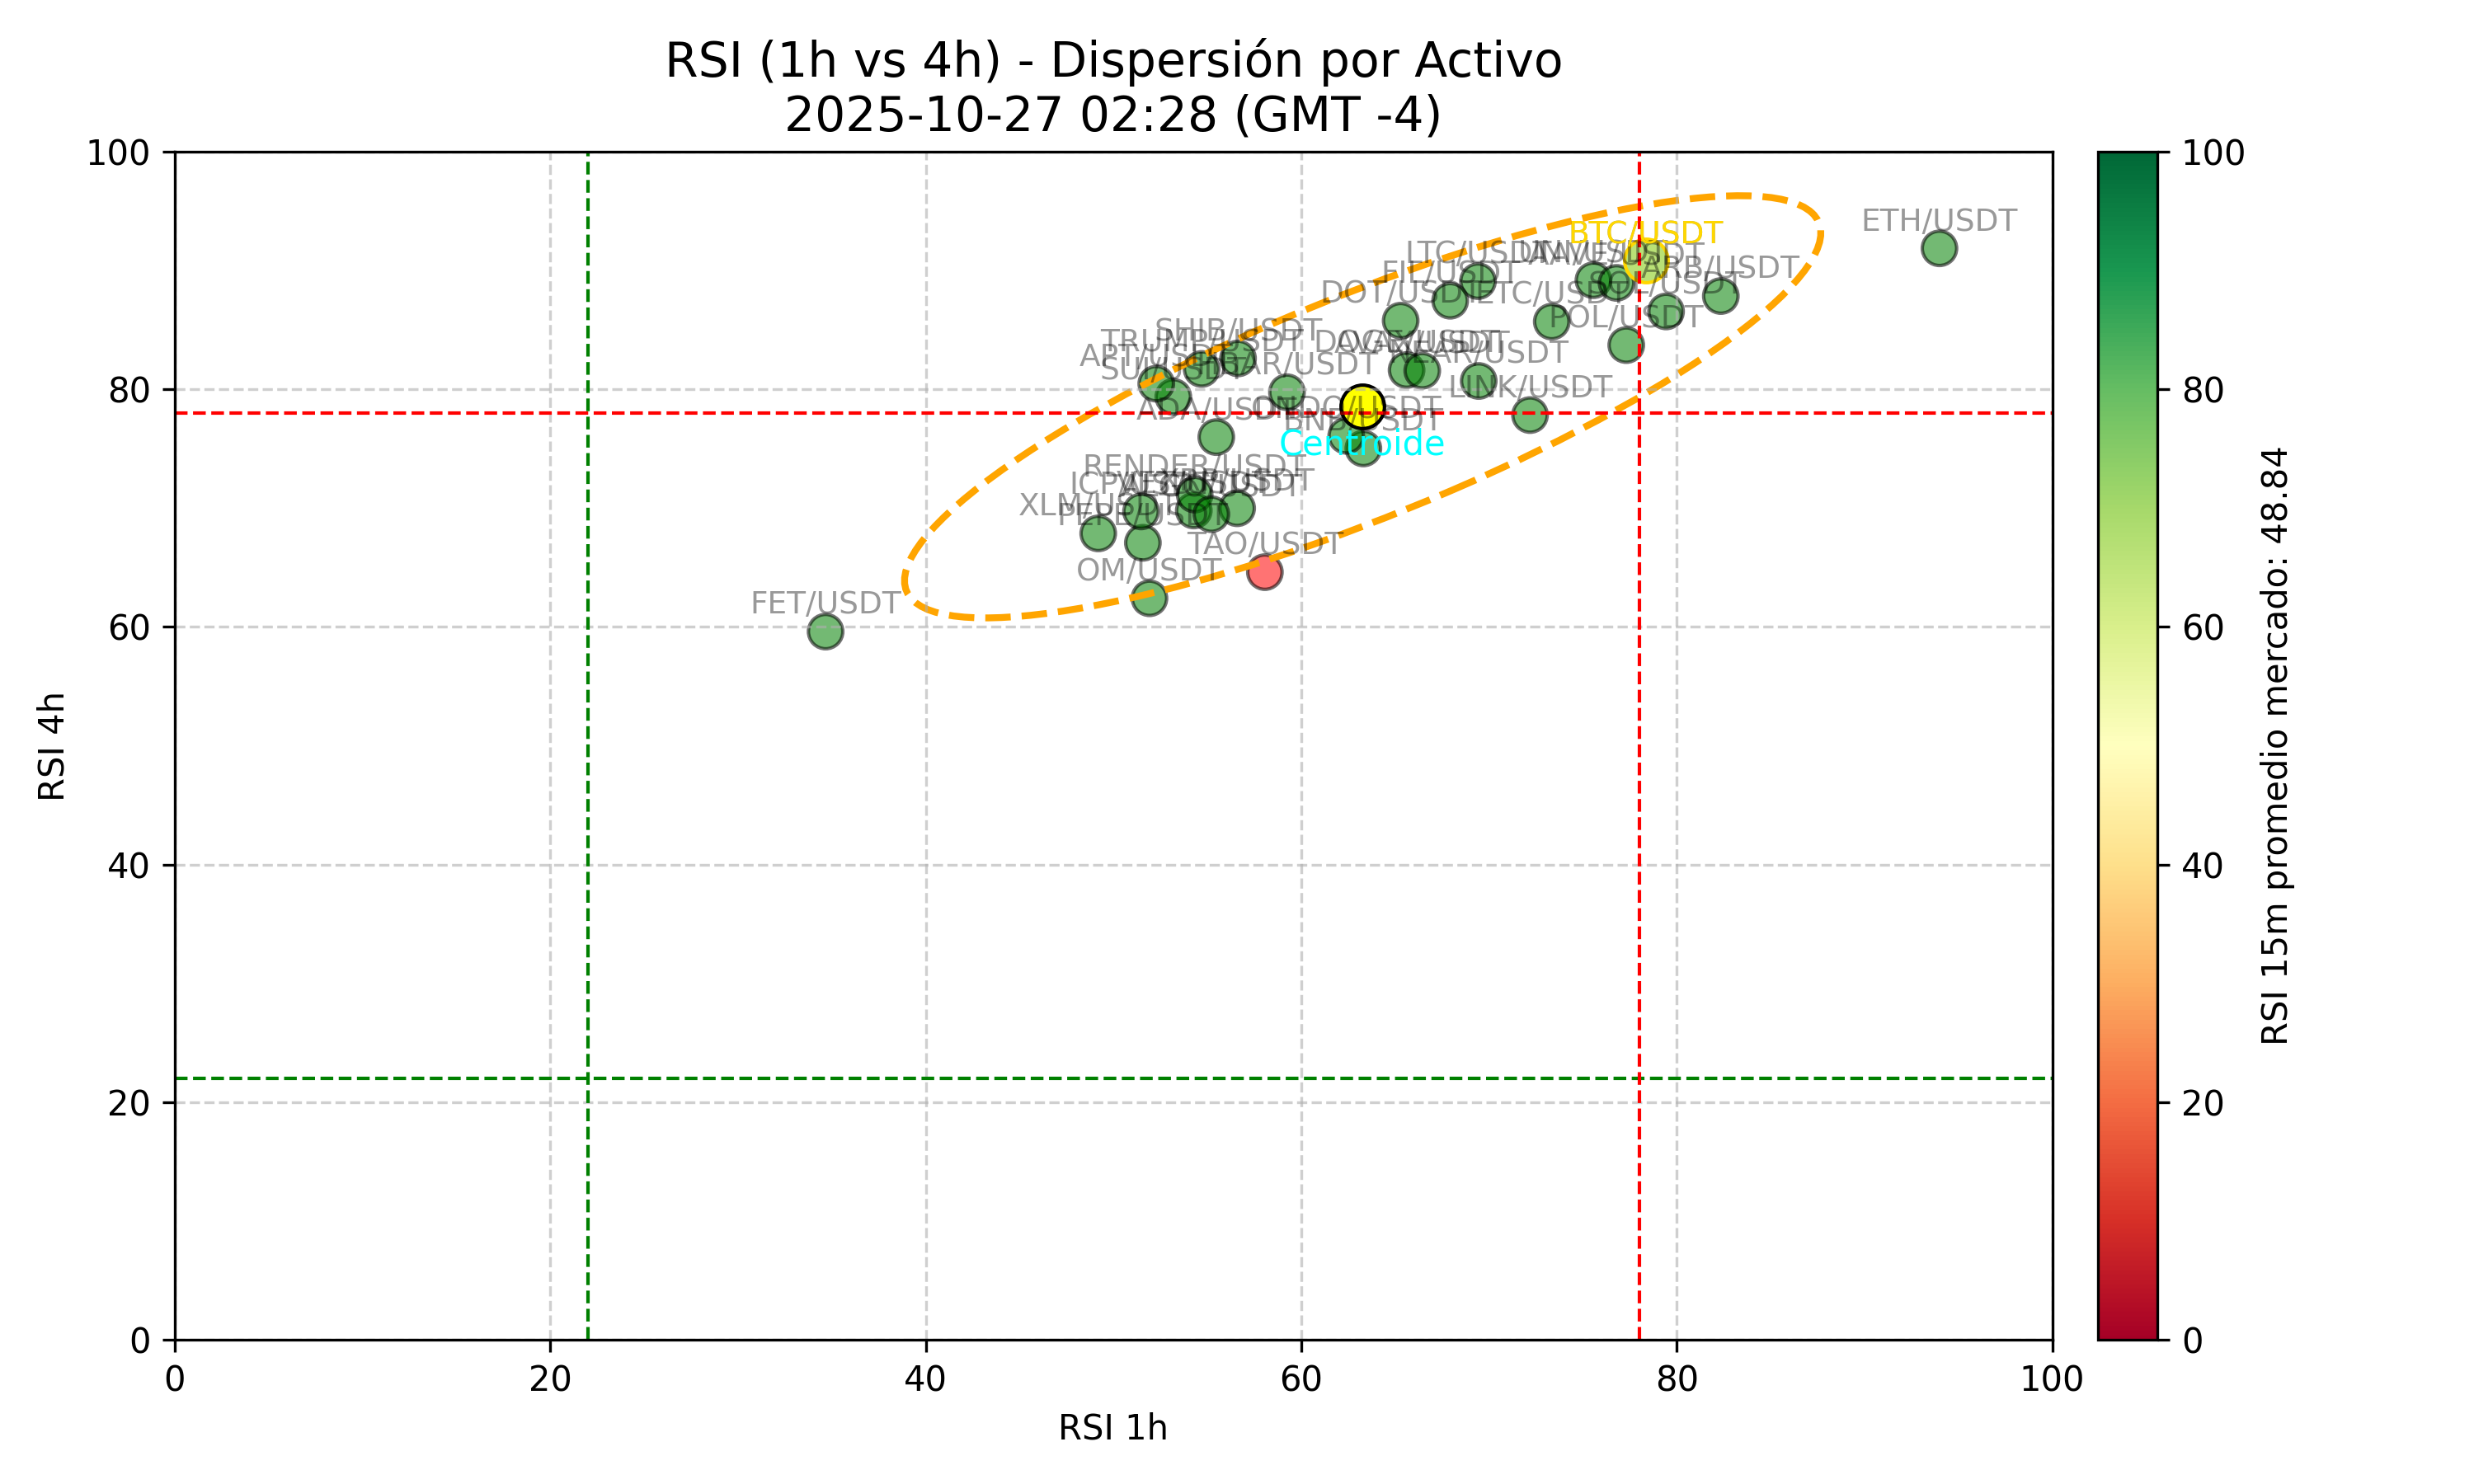 RSI (1h vs 4h) - Dispersión por Activo
2025-10-27 02:28 (GMT -4)
ETH/USDT
BTC/USDT
LTC/USDT
ARB/USDT
FIL/USDT
DOT/USDT
ETC/USDT
POL/USDT
SHIB/USDT
TRUMP/USDT
APT/USDT
SUI/USDT
LINK/USDT
ADA/USDT
ONDO/USDT
BNB/USDT
Centroide
RENDER/USDT
XLM/USDT
PEPE/USDT
TAO/USDT
OM/USDT
FET/USDT
100
80
60
40
20
0
RSI 4h
0
20
40
60
80
100
RSI 1h
100
80
60
40
20
0
RSI 15m promedio mercado: 48.84